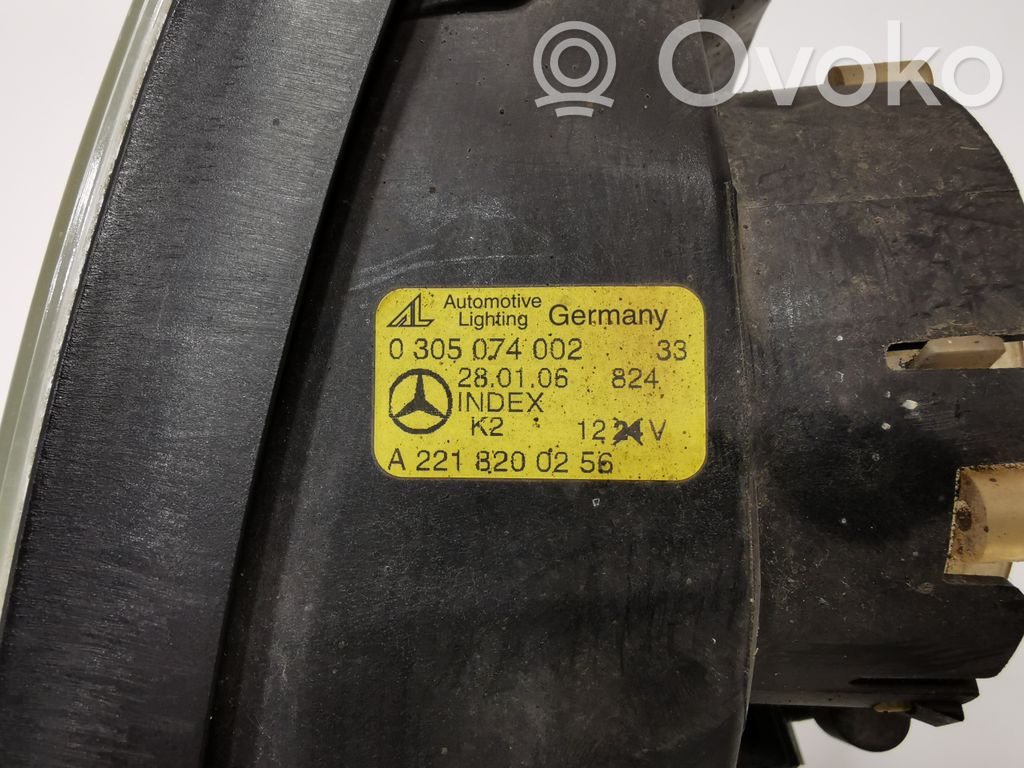 Ovoko
AL Automotive
Lighting Germany
0 305 074 002 33
28.01.06 824
INDEX
K2 12 24 V
A 221 820 02 56